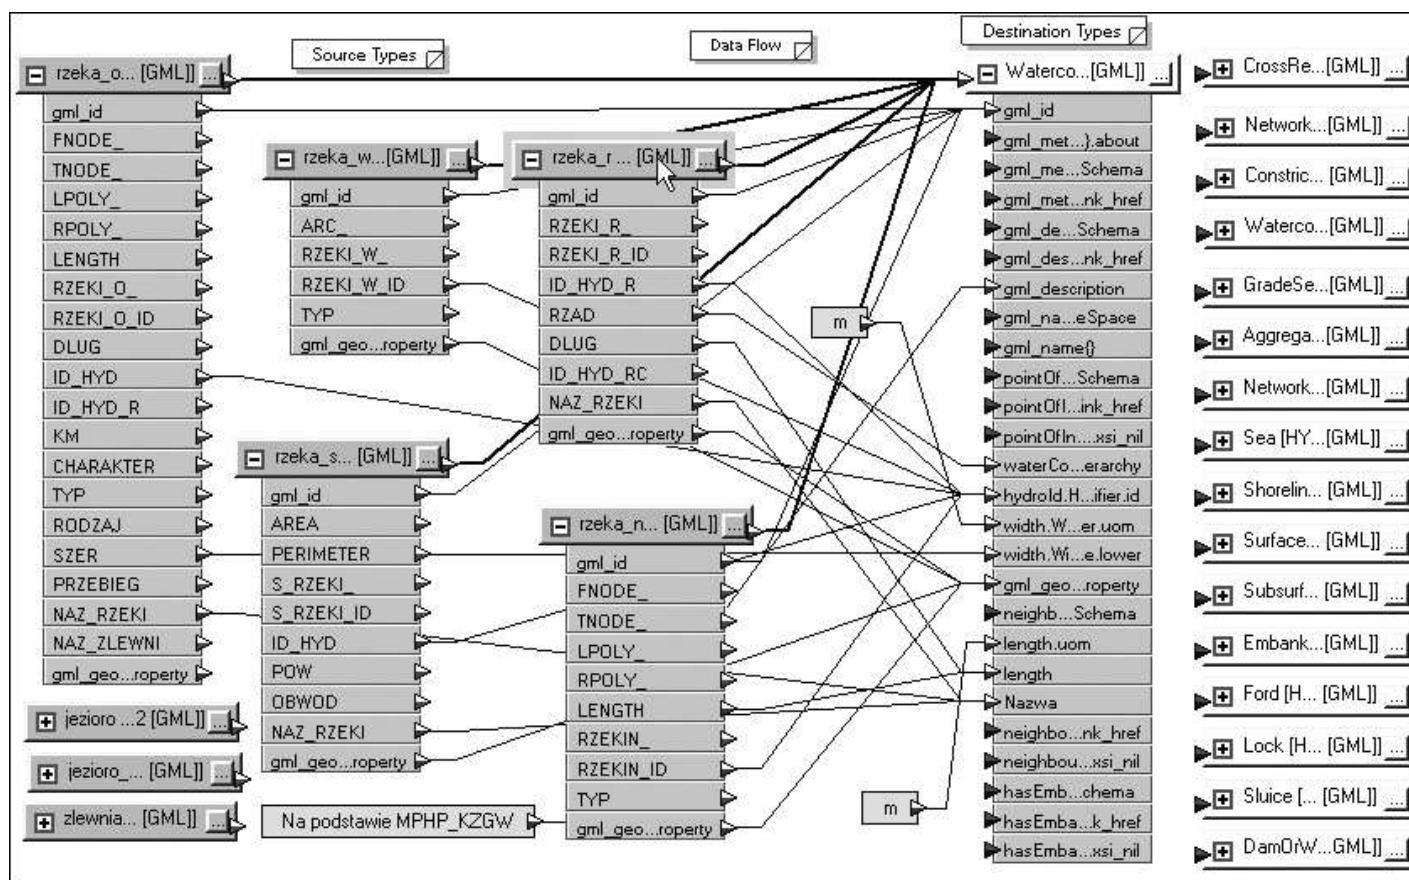 Source Types
Data Flow
Destination Types
rzeka_o... [GML]] ...
gml_id
FNODE_
TNODE_
LPOLY_
RPOLY_
LENGTH
RZEKI_O_
RZEKI_O_ID
DLUG
ID_HYD
ID_HYD_R
KM
CHARAKTER
TYP
RODZAJ
SZER
PRZEBIEG
NAZ_RZEKI
NAZ_ZLEWNI
gml_geo...roperty
jezioro ...2 [GML]] ...
jezioro_... [GML]] ...
zlewnia... [GML]] ...
rzeka_w...[GML]] ...
gml_id
ARC_
RZEKI_W_
RZEKI_W_ID
TYP
gml_geo...roperty
rzeka_s... [GML]] ...
gml_id
AREA
PERIMETER
S_RZEKI_
S_RZEKI_ID
ID_HYD
POW
OBWOD
NAZ_RZEKI
gml_geo...roperty
Na podstawie MPHP_KZGW
rzeka_r ... [GML]] ...
gml_id
RZEKI_R_
RZEKI_R_ID
ID_HYD_R
RZAD
DLUG
ID_HYD_RC
NAZ_RZEKI
gml_geo...roperty
rzeka_n... [GML]] ...
gml_id
FNODE_
TNODE_
LPOLY_
RPOLY_
LENGTH
RZEKIN_
RZEKIN_ID
TYP
gml_geo...roperty
m
m
Waterco...[GML]] ...
gml_id
gml_met...}.about
gml_me...Schema
gml_met...nk_href
gml_de...Schema
gml_des...nk_href
gml_description
gml_na...eSpace
gml_name{}
pointOf...Schema
pointOfI...ink_href
pointOfIn....xsi_nil
waterCo...erarchy
hydroId.H...ifier.id
width.W...er.uom
width.Wi...e.lower
gml_geo...roperty
neighb...Schema
length.uom
length
Nazwa
neighbo...nk_href
neighbou...xsi_nil
hasEmb...chema
hasEmba...k_href
hasEmba...xsi_nil
CrossRe...[GML]] ...
Network...[GML]] ...
Constric... [GML]] ...
Waterco... [GML]] ...
GradeSe...[GML]] ...
Aggrega...[GML]] ...
Network... [GML]] ...
Sea [HY... [GML]] ...
Shorelin... [GML]] ...
Surface... [GML]] ...
Subsurf... [GML]] ...
Embank...[GML]] ...
Ford [H... [GML]] ...
Lock [H... [GML]] ...
Sluice [... [GML]] ...
DamOrW...GML]] ...